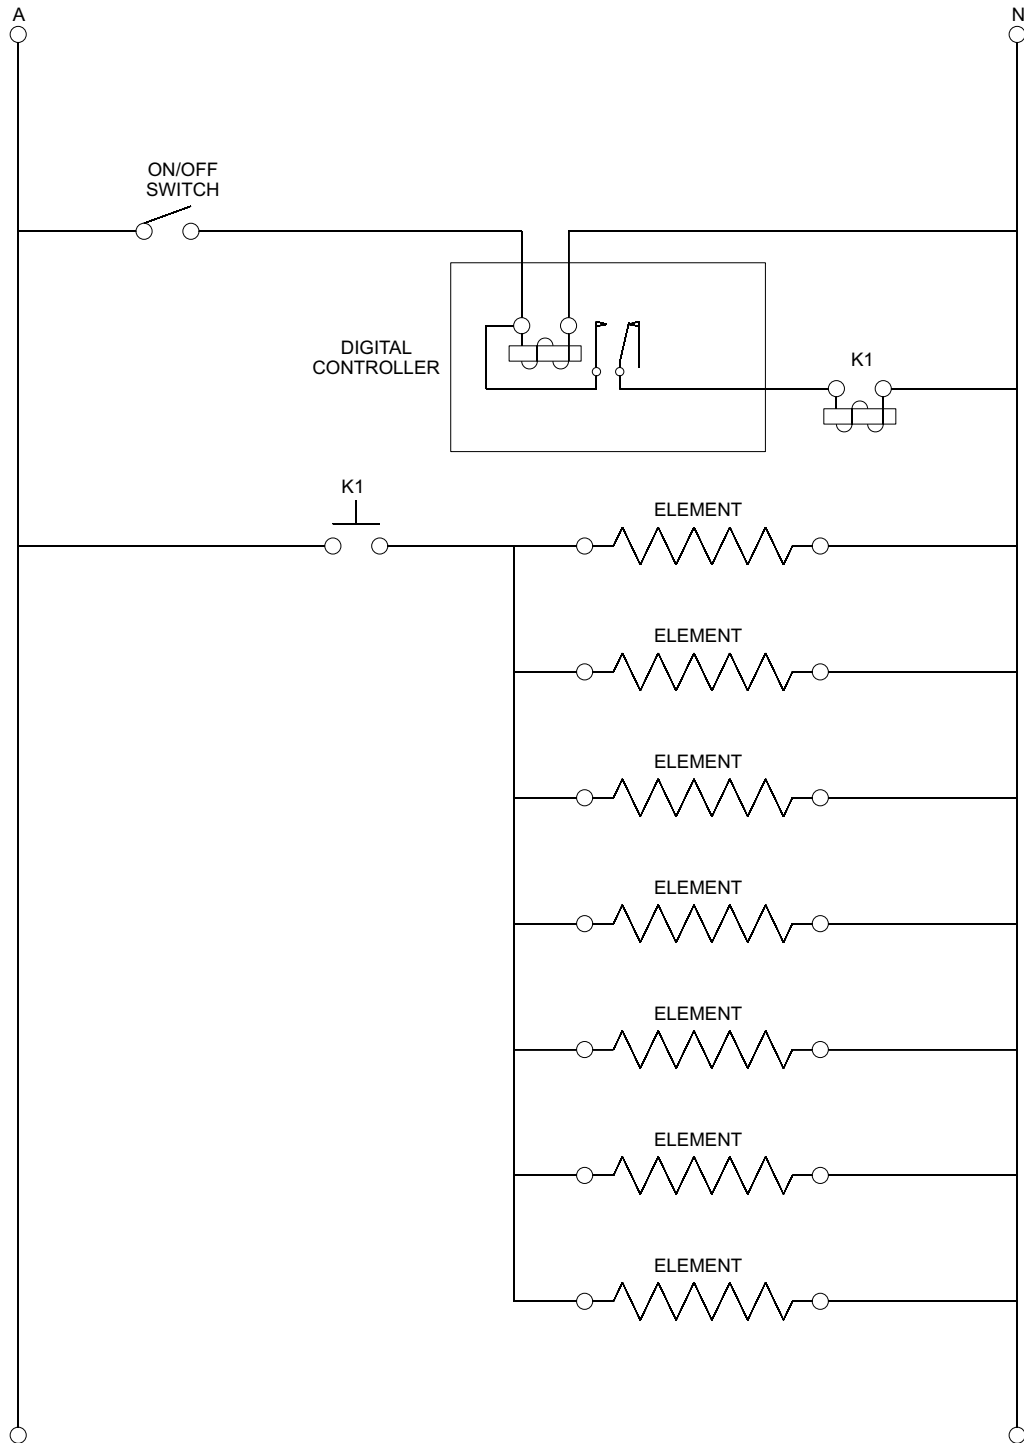 A
N
ON/OFF
SWITCH
DIGITAL
CONTROLLER
K1
K1
ELEMENT
ELEMENT
ELEMENT
ELEMENT
ELEMENT
ELEMENT
ELEMENT